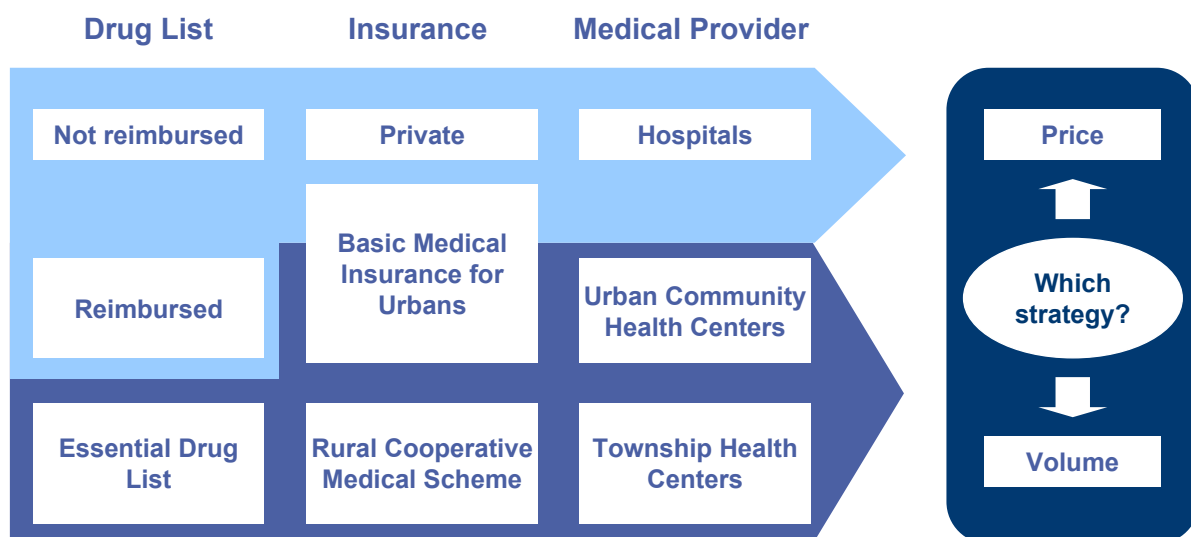 Drug List
Insurance
Medical Provider
Not reimbursed
Private
Hospitals
Price
Basic Medical
Insurance for
Urbans
Reimbursed
Urban Community
Health Centers
Which
strategy?
Essential Drug
List
Rural Cooperative
Medical Scheme
Township Health
Centers
Volume